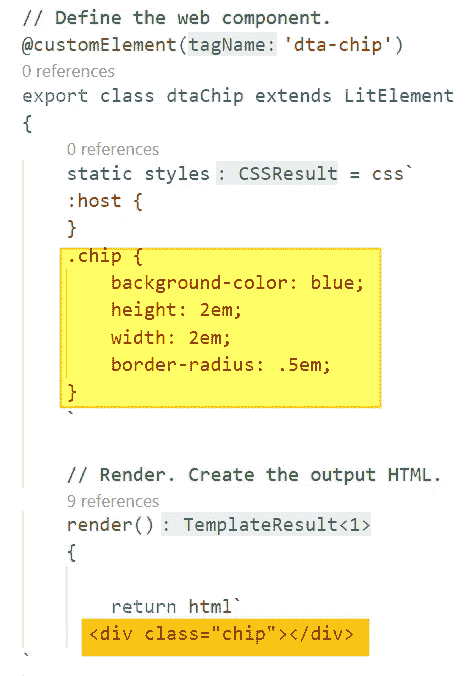 // Define the web component.
@customElement(tagName: 'dta-chip')
0 references
export class dtaChip extends LitElement
{
0 references
static styles : CSSResult = css`
:host {
}
.chip {
background-color: blue;
height: 2em;
width: 2em;
border-radius: .5em;
}
`
// Render. Create the output HTML.
9 references
render() : TemplateResult<1>
{
return html`
<div class="chip"></div>
`